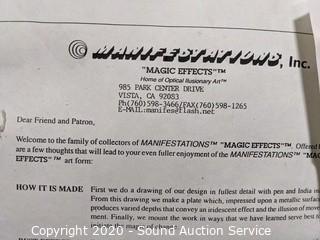 MANIFESTATIONS, Inc.
"MAGIC EFFECTS"™
Home of Optical Illusionary Art™
985 PARK CENTER DRIVE
VISTA, CA 92083
Ph(760)598-3466/FAX(760)598-1265
E-MAIL:manifes@flash.net
Dear Friend and Patron,
Welcome to the family of collectors of MANIFESTATIONS™ "MAGIC EFFECTS"™. Offered
are a few thoughts that will lead to your even fuller enjoyment of the MANIFESTATIONS™ "MAG
EFFECTS"™ art form:
HOW IT IS MADE First we do a drawing of our design in fullest detail with pen and India in
From this drawing we make a plate which, impressed upon a metallic surface
produces varied depths that convey an iridescent effect and the illusion of move
ment. Finally, we mount the work in ways that we have learned serve best to
Copyright 2020 - Sound Auction Service